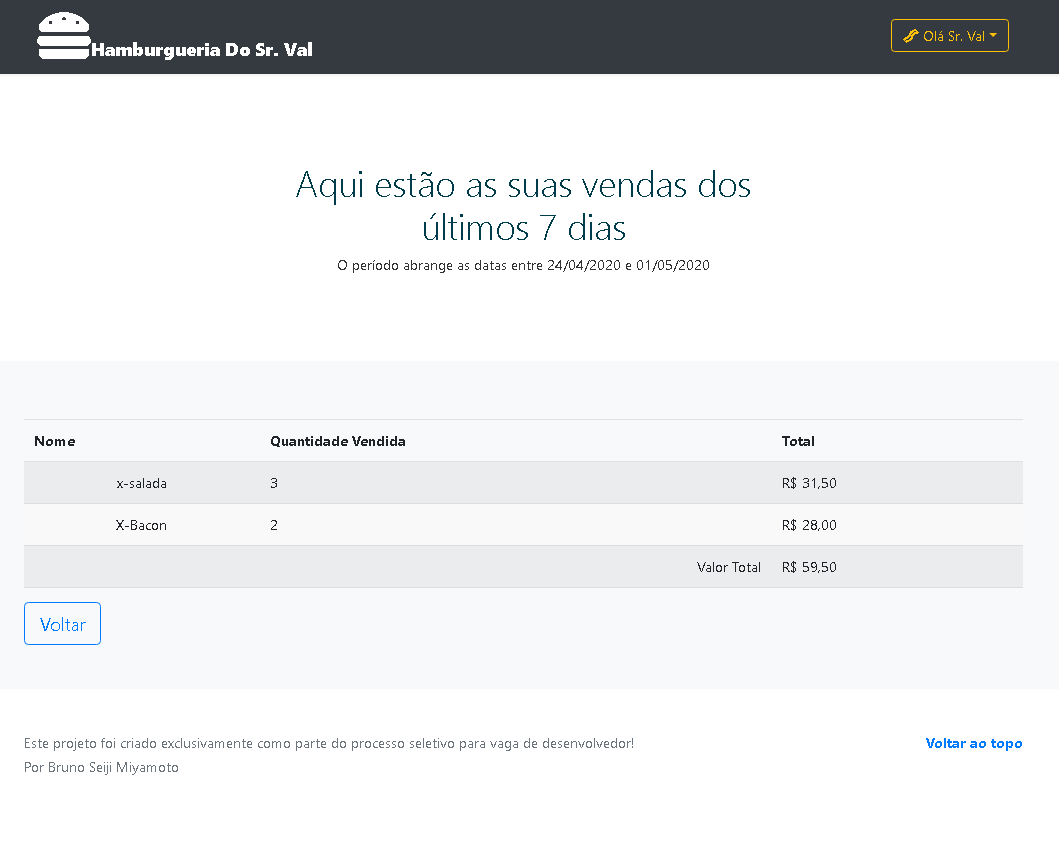 Hamburgueria Do Sr. Val
Olá Sr. Val
Aqui estão as suas vendas dos
últimos 7 dias
O período abrange as datas entre 24/04/2020 e 01/05/2020
Nome Quantidade Vendida Total
x-salada 3 R$ 31,50
X-Bacon 2 R$ 28,00
Valor Total R$ 59,50
Voltar
Este projeto foi criado exclusivamente como parte do processo seletivo para vaga de desenvolvedor! Voltar ao topo
Por Bruno Seiji Miyamoto